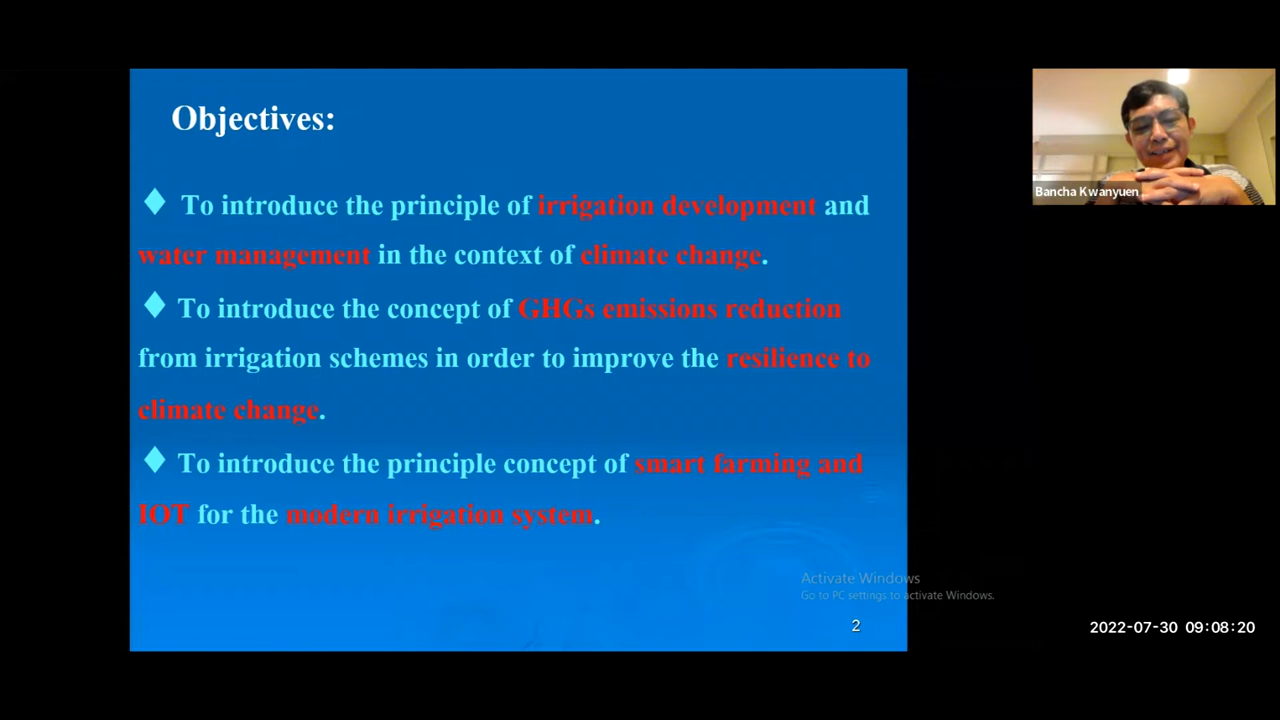 Objectives:
♦ To introduce the principle of irrigation development and
water management in the context of climate change.
♦ To introduce the concept of GHGs emissions reduction
from irrigation schemes in order to improve the resilience to
climate change.
♦ To introduce the principle concept of smart farming and
IOT for the modern irrigation system.
Bancha Kwanyuen
Activate Windows
Go to PC settings to activate Windows.
2
2022-07-30 09:08:20